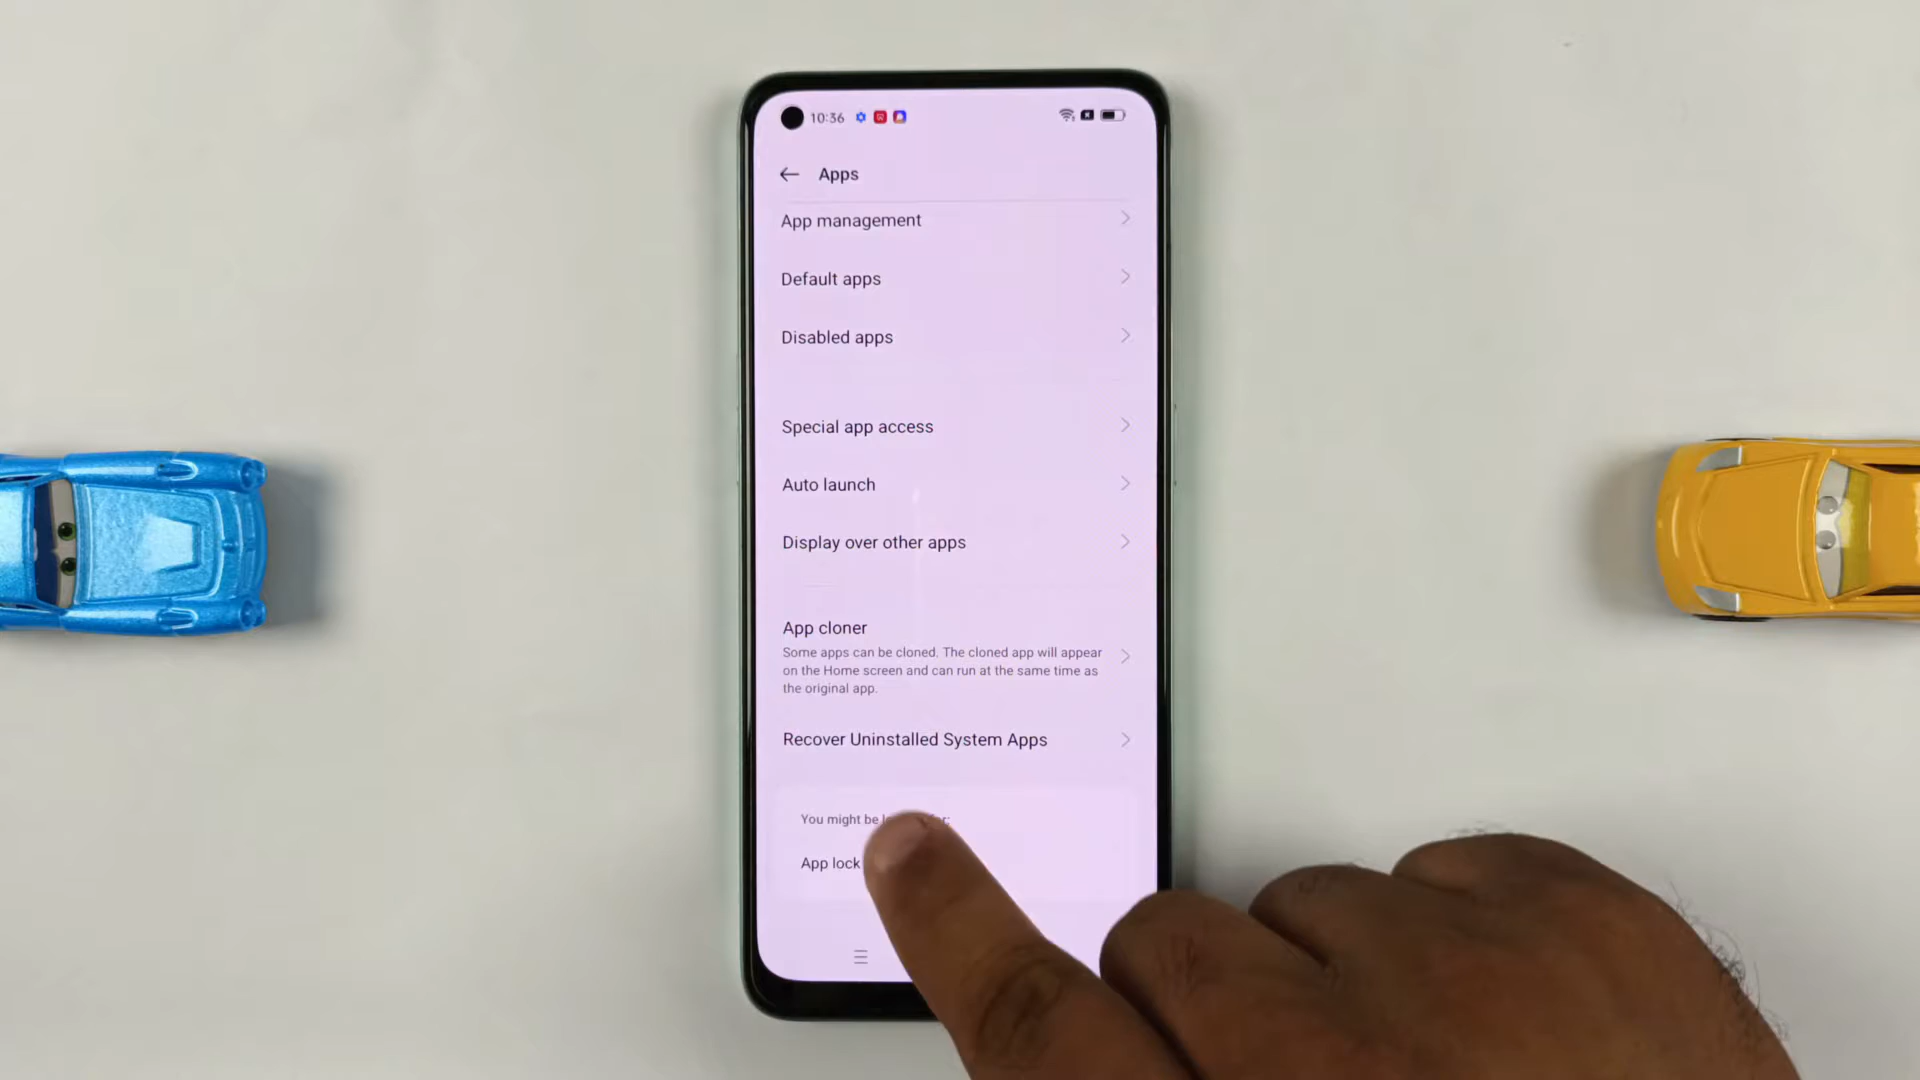 10:36
Apps
App management
Default apps
Disabled apps
Special app access
Auto launch
Display over other apps
App cloner
Some apps can be cloned. The cloned app will appear
on the Home screen and can run at the same time as
the original app.
Recover Uninstalled System Apps
You might be
App lock